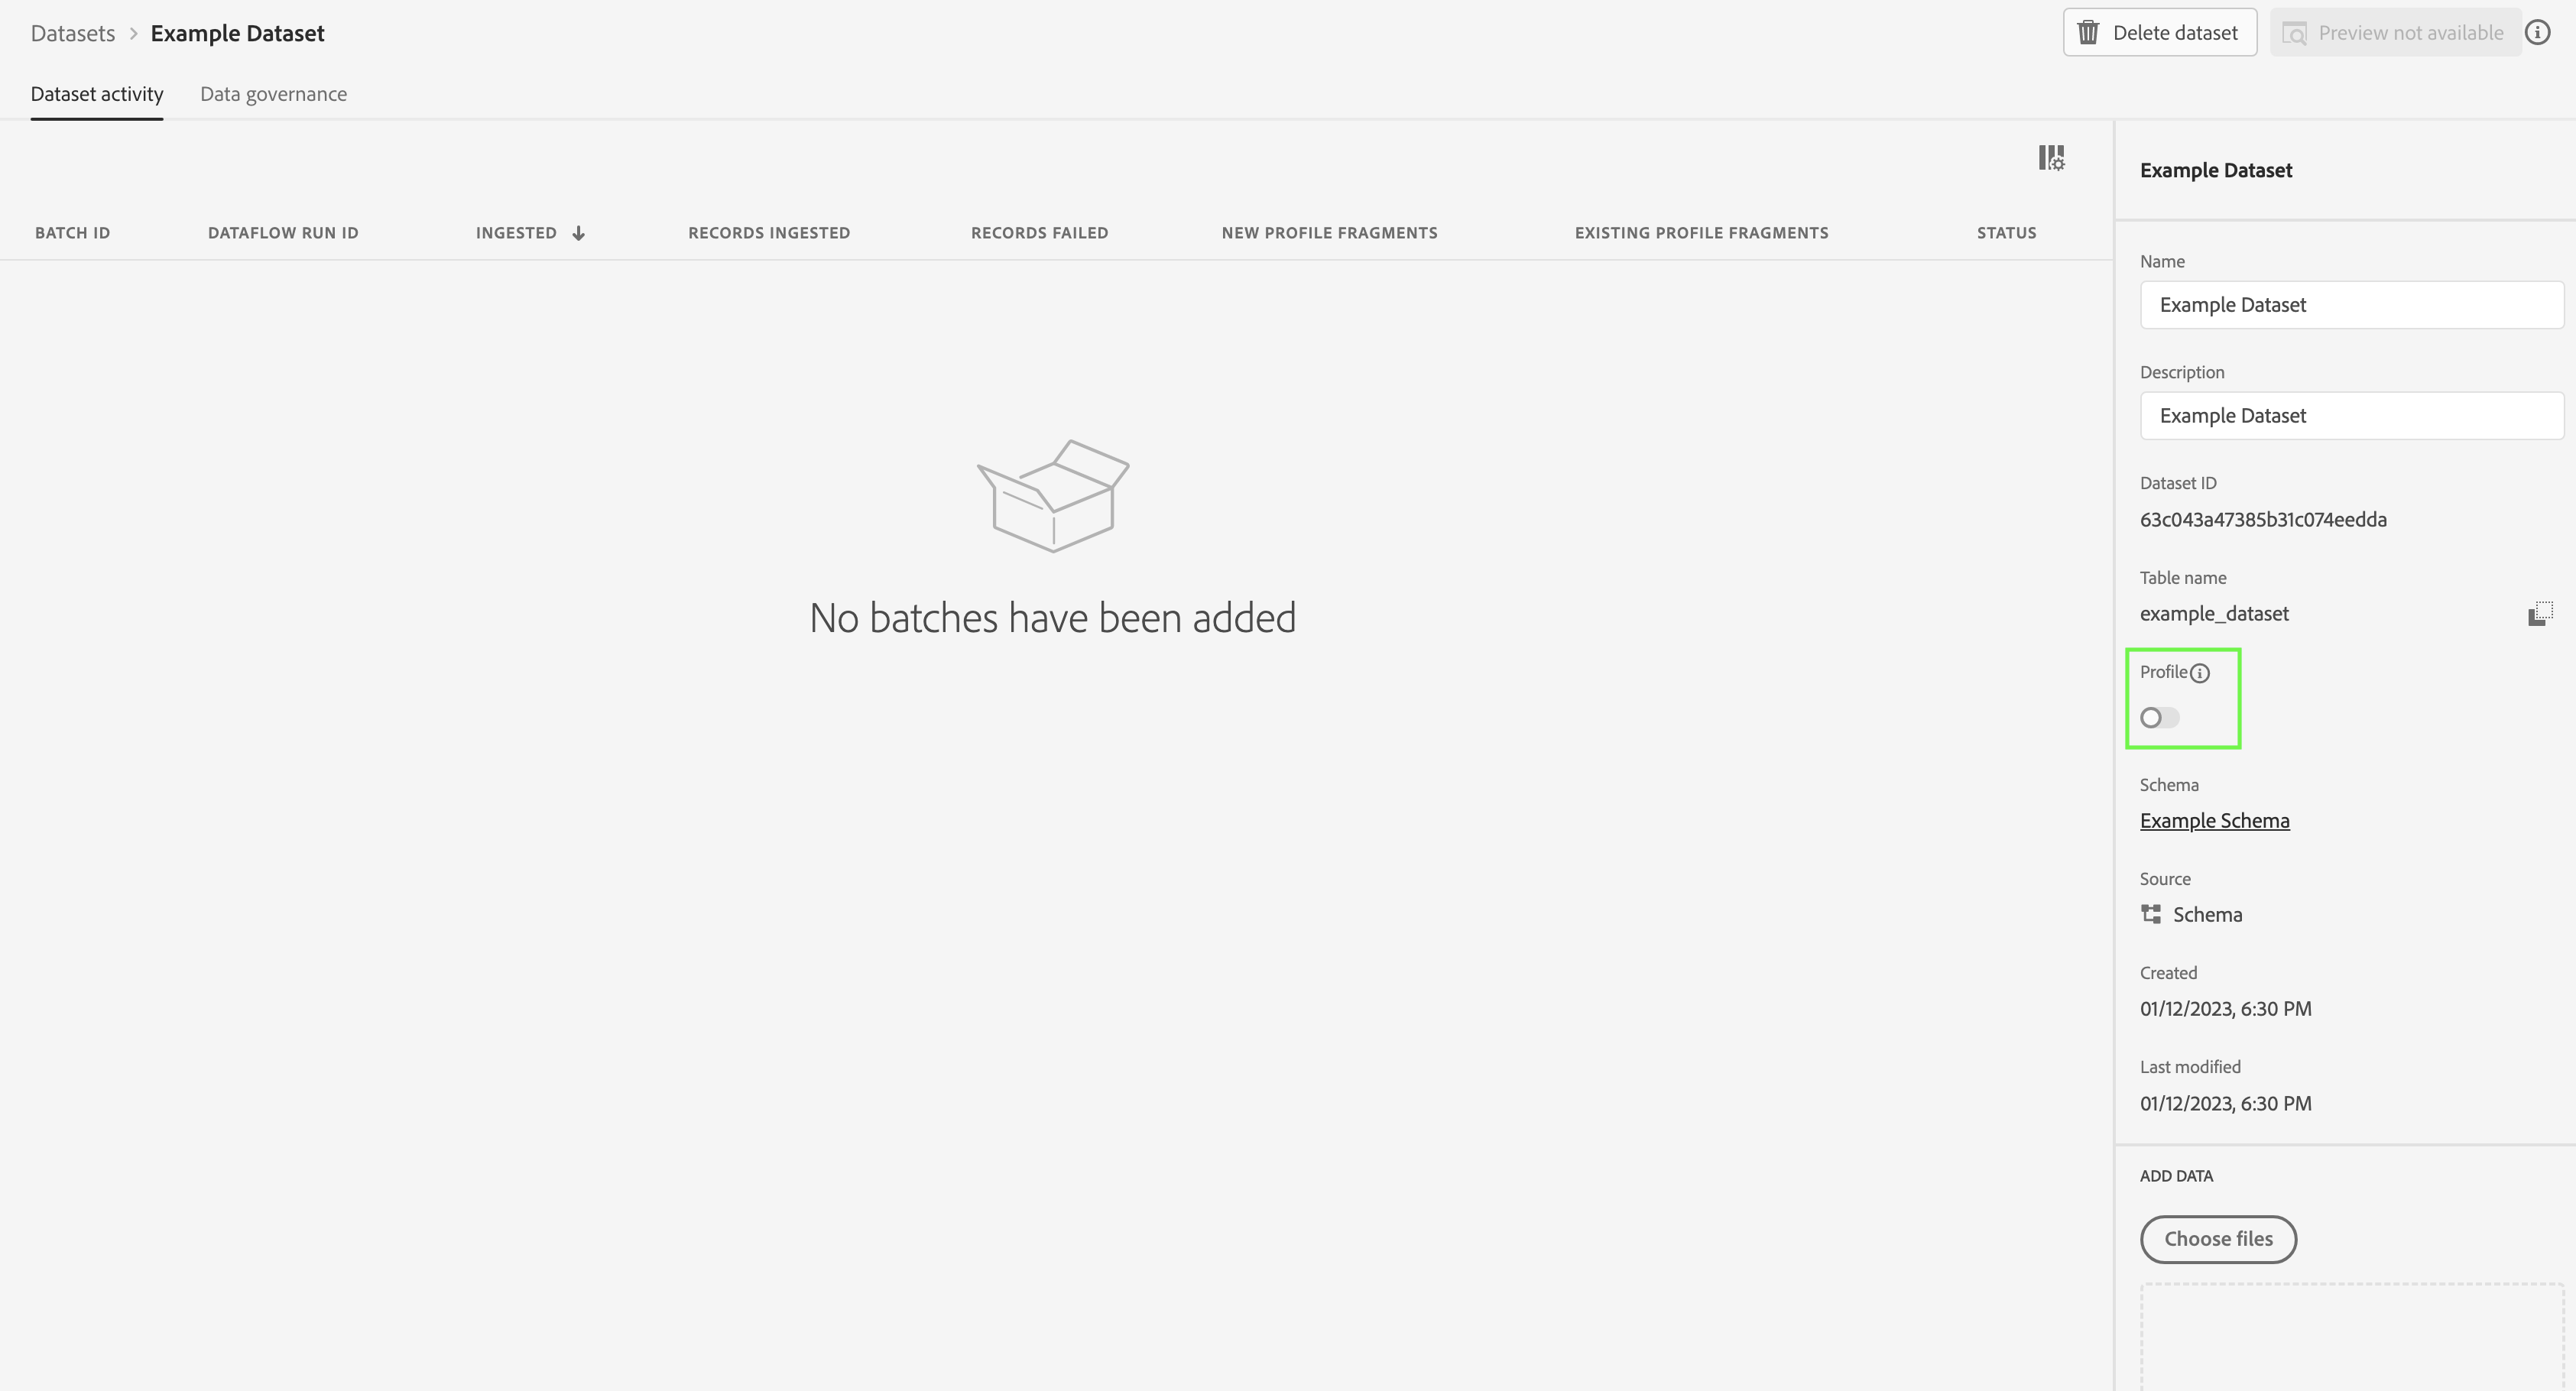 Datasets > Example Dataset
Delete dataset
Preview not available
Dataset activity
Data governance
BATCH ID
DATAFLOW RUN ID
INGESTED
RECORDS INGESTED
RECORDS FAILED
NEW PROFILE FRAGMENTS
EXISTING PROFILE FRAGMENTS
STATUS
No batches have been added
Example Dataset
Name
Example Dataset
Description
Example Dataset
Dataset ID
63c043a47385b31c074eedda
Table name
example_dataset
Profile
Schema
Example Schema
Source
Schema
Created
01/12/2023, 6:30 PM
Last modified
01/12/2023, 6:30 PM
ADD DATA
Choose files